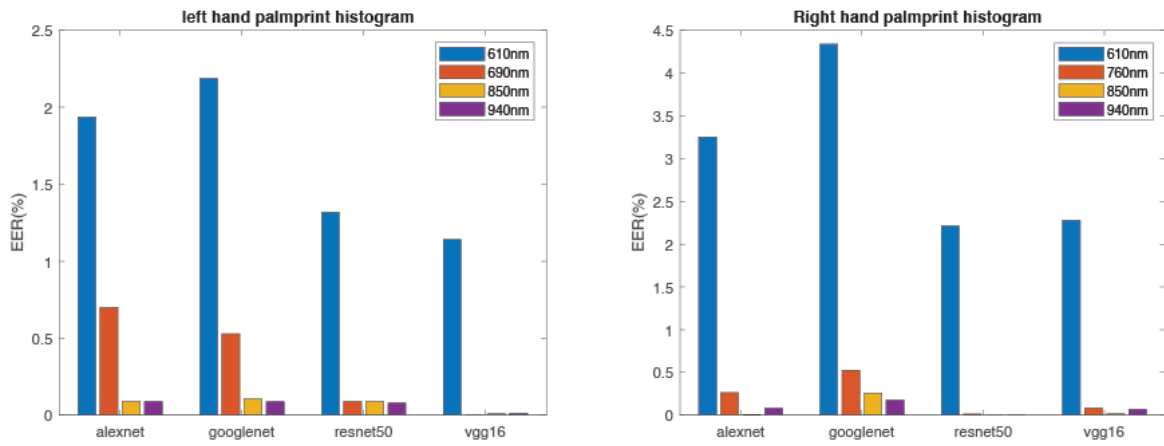 left hand palmprint histogram
2.5
2
1.5
1
0.5
0
EER(%)
610nm
690nm
850nm
940nm
alexnet
googlenet
resnet50
vgg16
Right hand palmprint histogram
4.5
4
3.5
3
2.5
2
1.5
1
0.5
0
EER(%)
610nm
760nm
850nm
940nm
alexnet
googlenet
resnet50
vgg16